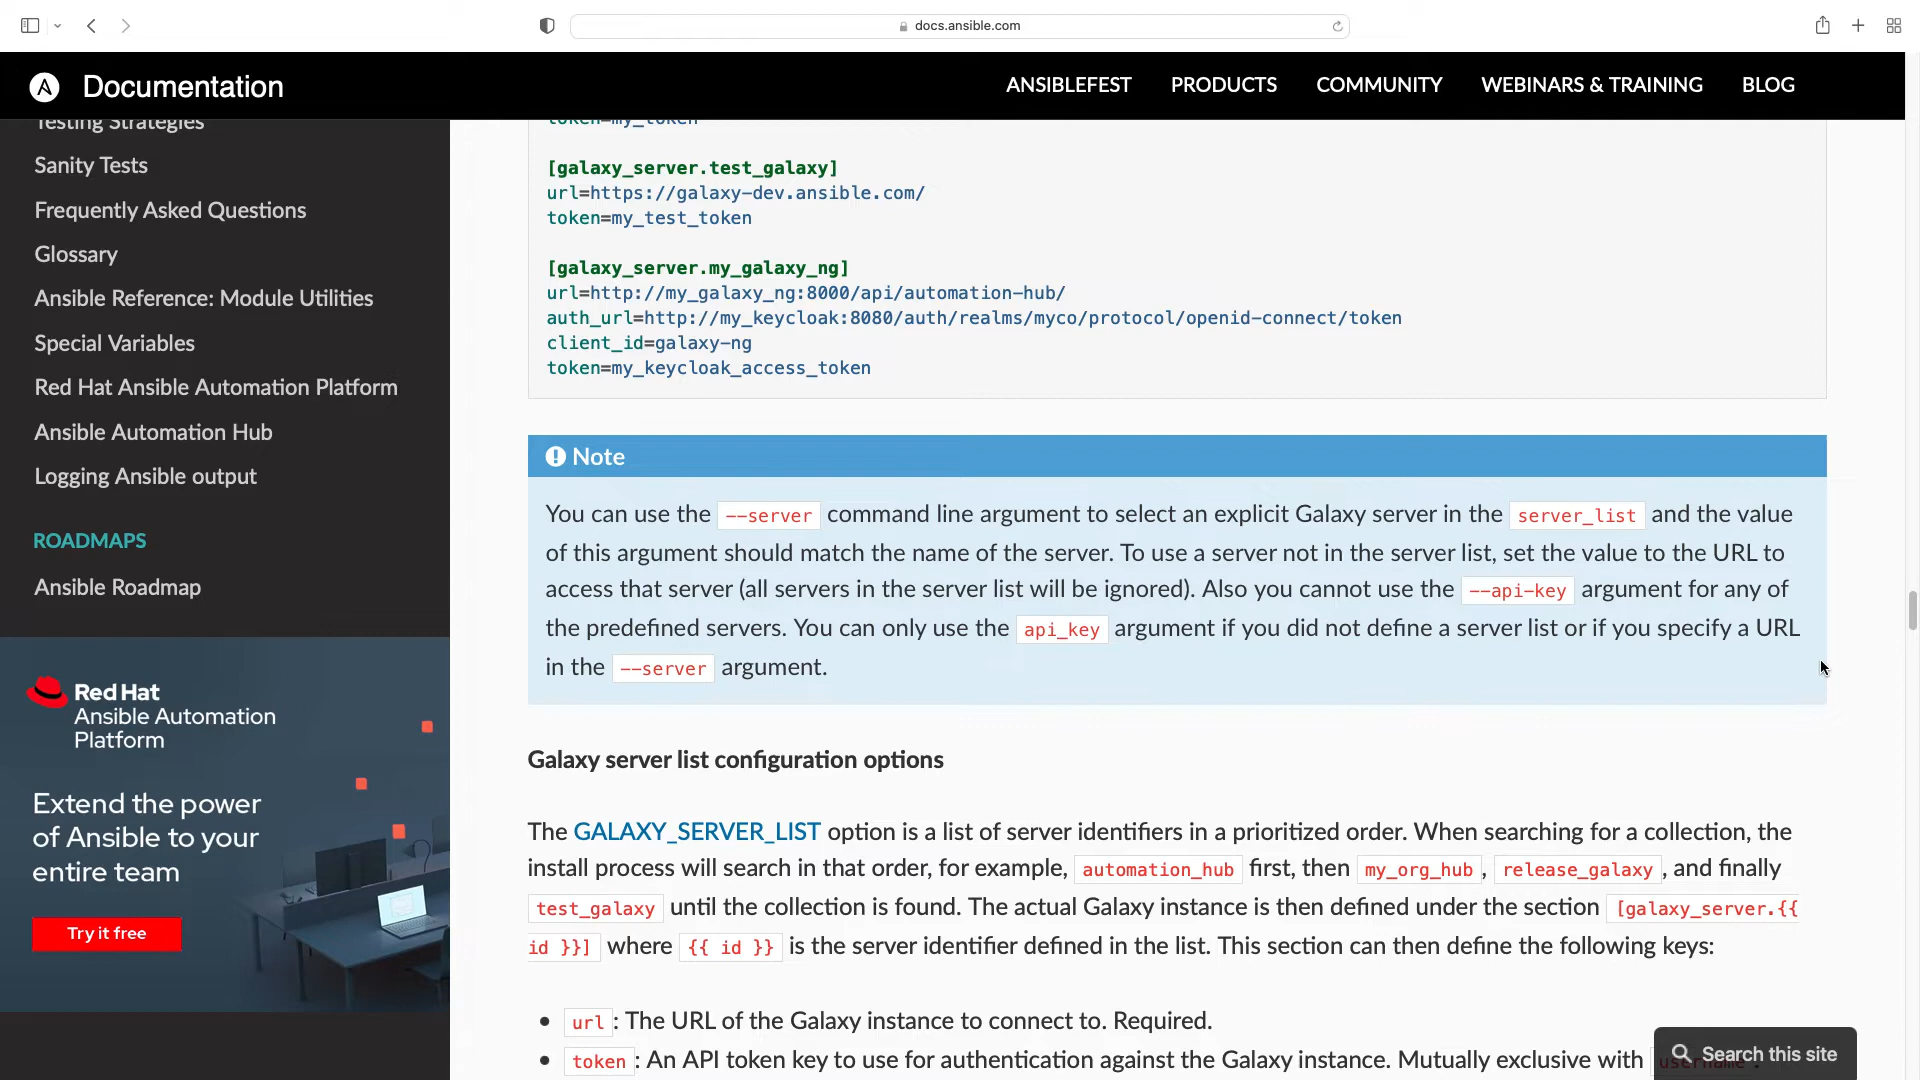 docs.ansible.com
Documentation
ANSIBLEFEST PRODUCTS COMMUNITY WEBINARS & TRAINING BLOG
Testing Strategies
Sanity Tests
Frequently Asked Questions
Glossary
Ansible Reference: Module Utilities
Special Variables
Red Hat Ansible Automation Platform
Ansible Automation Hub
Logging Ansible output
ROADMAPS
Ansible Roadmap
Red Hat
Ansible Automation
Platform
Extend the power
of Ansible to your
entire team
Try it free
token=my_token
[galaxy_server.test_galaxy]
url=https://galaxy-dev.ansible.com/
token=my_test_token
[galaxy_server.my_galaxy_ng]
url=http://my_galaxy_ng:8000/api/automation-hub/
auth_url=http://my_keycloak:8080/auth/realms/myco/protocol/openid-connect/token
client_id=galaxy-ng
token=my_keycloak_access_token
Note
You can use the --server command line argument to select an explicit Galaxy server in the server_list and the value
of this argument should match the name of the server. To use a server not in the server list, set the value to the URL to
access that server (all servers in the server list will be ignored). Also you cannot use the --api-key argument for any of
the predefined servers. You can only use the api_key argument if you did not define a server list or if you specify a URL
in the --server argument.
Galaxy server list configuration options
The GALAXY_SERVER_LIST option is a list of server identifiers in a prioritized order. When searching for a collection, the
install process will search in that order, for example, automation_hub first, then my_org_hub, release_galaxy, and finally
test_galaxy until the collection is found. The actual Galaxy instance is then defined under the section [galaxy_server.{{
id }}] where {{ id }} is the server identifier defined in the list. This section can then define the following keys:
url: The URL of the Galaxy instance to connect to. Required.
token: An API token key to use for authentication against the Galaxy instance. Mutually exclusive with username.
Search this site